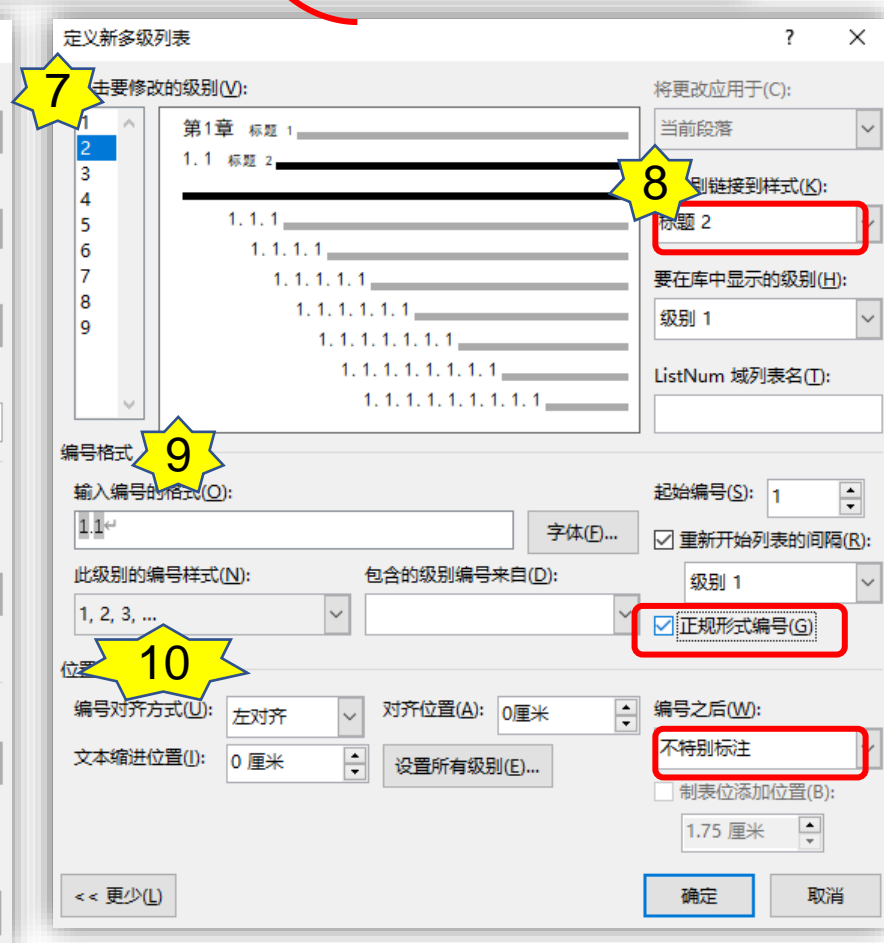 定义新多级列表 ? ×
7 击要修改的级别(V):
将更改应用于(C):
当前段落
1
2
3
4
5
6
7
8
9
第1章 标题 1
1.1 标题 2
1.1.1
1.1.1.1
1.1.1.1.1
1.1.1.1.1.1
1.1.1.1.1.1.1
1.1.1.1.1.1.1.1
1.1.1.1.1.1.1.1.1
8 别链接到样式(K):
标题 2
要在库中显示的级别(H):
级别 1
ListNum 域列表名(T):
编号格式 9
输入编号的格式(O):
1.1↵
字体(F)...
起始编号(S): 1
重新开始列表的间隔(R):
级别 1
此级别的编号样式(N):
1, 2, 3, ...
包含的级别编号来自(D):
正规形式编号(G)
位置 10
编号对齐方式(U): 左对齐 对齐位置(A): 0厘米
文本缩进位置(I): 0 厘米 设置所有级别(E)...
编号之后(W):
不特别标注
制表位添加位置(B):
1.75 厘米
<< 更少(L) 确定 取消